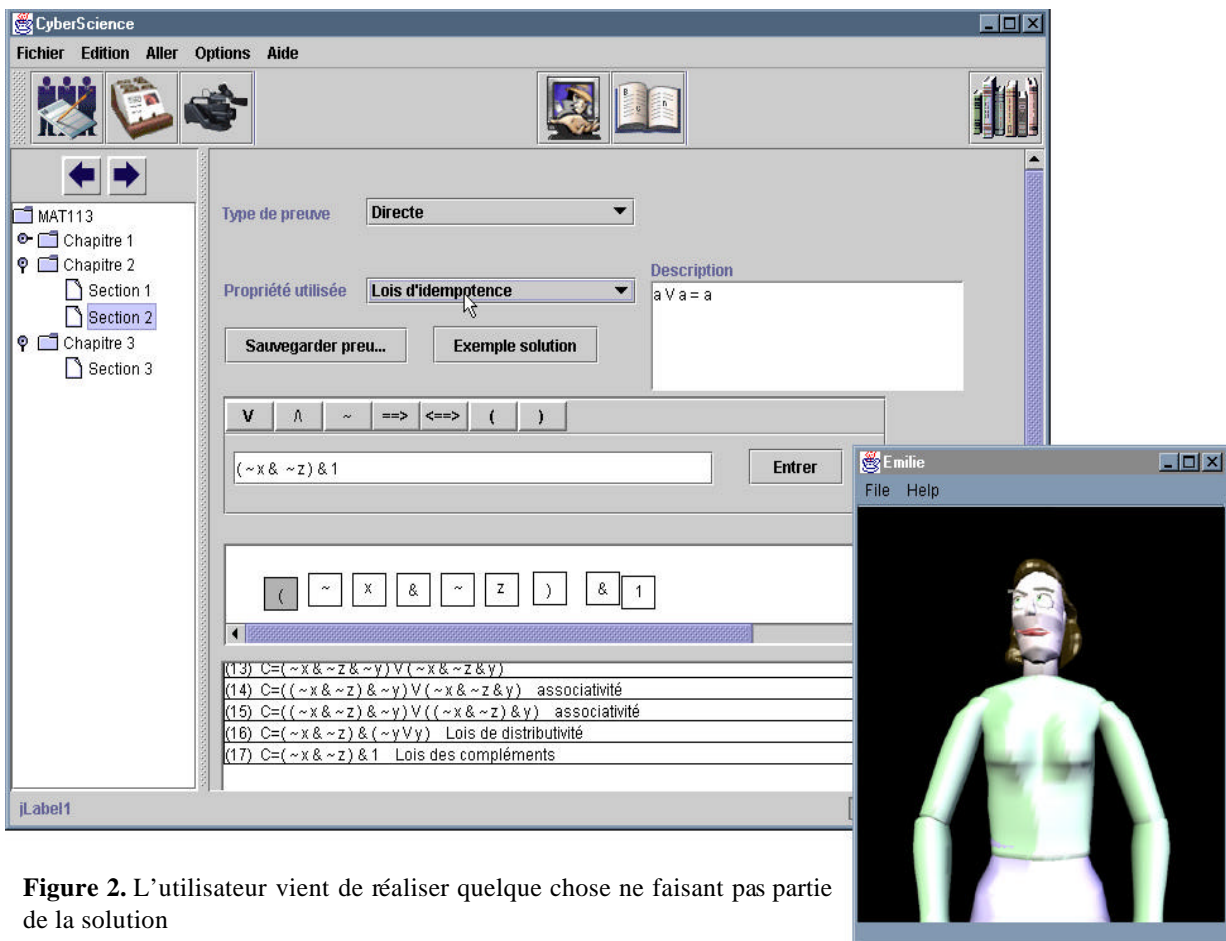 CyberScience
Fichier Edition Aller Options Aide
MAT113
Chapitre 1
Chapitre 2
Section 1
Section 2
Chapitre 3
Section 3
Type de preuve Directe
Propriété utilisée Lois d'idempotence
Description
a V a = a
Sauvegarder preu... Exemple solution
V /\ ~ ==> <==> ( )
( ~x & ~z ) & 1 Entrer
( ~ x & ~ z ) & 1
(13) C=( ~x & ~z & ~y ) V ( ~x & ~z & y )
(14) C=( ( ~x & ~z ) & ~y ) V ( ~x & ~z & y ) associativité
(15) C=( ( ~x & ~z ) & ~y ) V ( ( ~x & ~z ) & y ) associativité
(16) C=( ~x & ~z ) & ( ~y V y ) Lois de distributivité
(17) C=( ~x & ~z ) & 1 Lois des compléments
jLabel1
Emilie
File Help
Figure 2. L'utilisateur vient de réaliser quelque chose ne faisant pas partie
de la solution